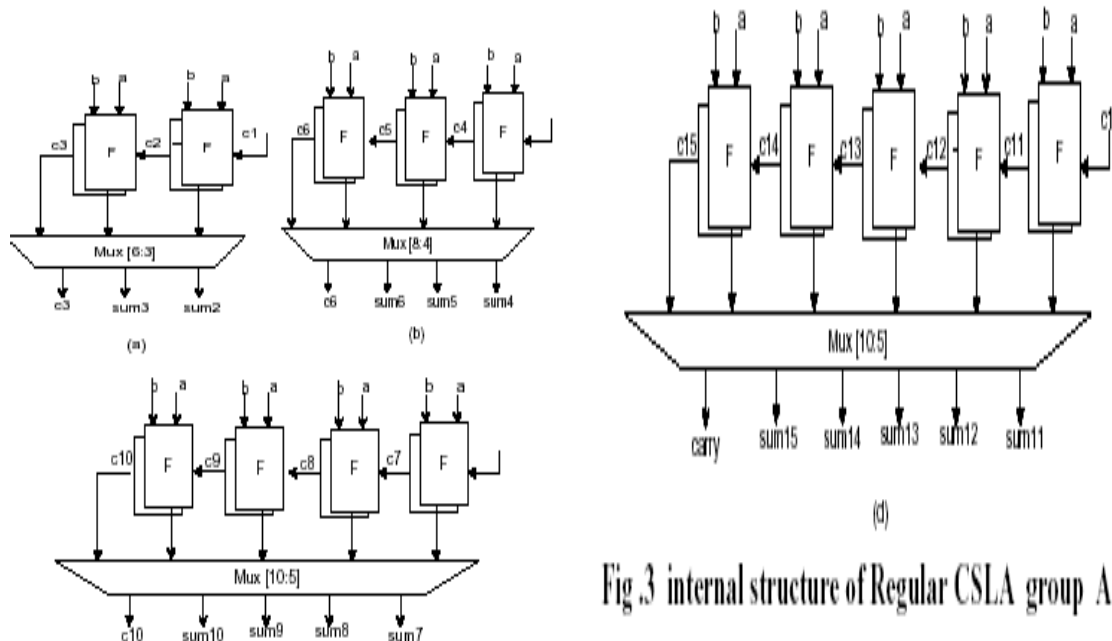 b a b a
c3 F c2 F c1
Mux [6:3]
c3 sum3 sum2
(a)
b a b a b a
c6 F c5 F c4 F
Mux [8:4]
c6 sum6 sum5 sum4
(b)
b a b a b a b a
c10 F c9 F c8 F c7 F
Mux [10:5]
c10 sum10 sum9 sum8 sum7
b a b a b a b a b a
c15 F c14 F c13 F c12 F c11 F c1
Mux [10:5]
carry sum15 sum14 sum13 sum12 sum11
(d)
Fig .3 internal structure of Regular CSLA group A